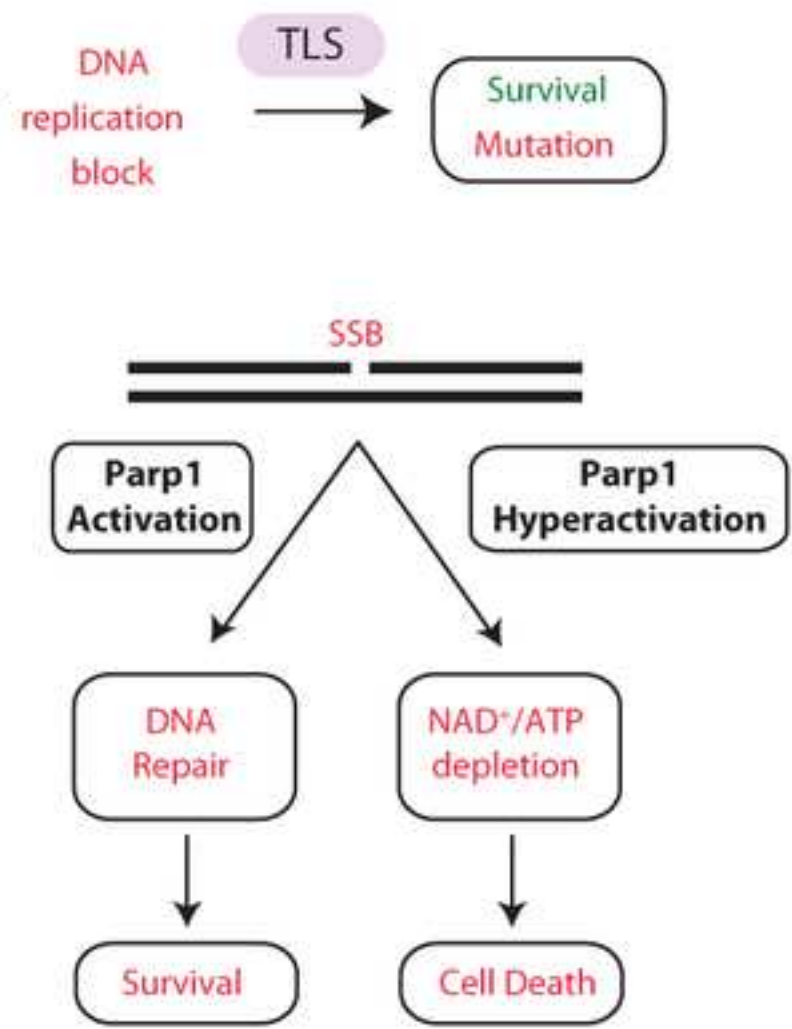 TLS
DNA
replication
block
Survival
Mutation
SSB
Parp1
Activation
Parp1
Hyperactivation
DNA
Repair
NAD⁺/ATP
depletion
Survival
Cell Death